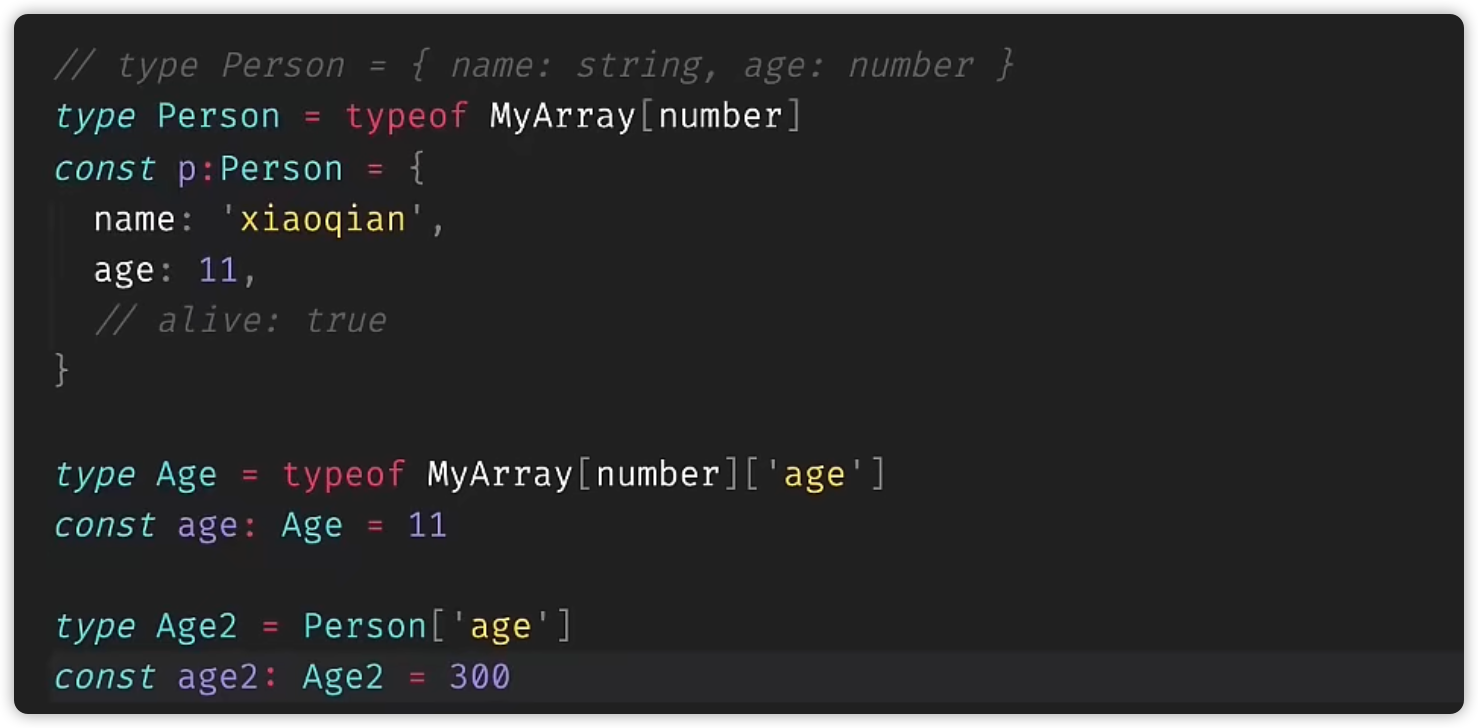 // type Person = { name: string, age: number }
type Person = typeof MyArray[number]
const p:Person = {
  name: 'xiaoqian',
  age: 11,
  // alive: true
}
type Age = typeof MyArray[number]['age']
const age: Age = 11
type Age2 = Person['age']
const age2: Age2 = 300